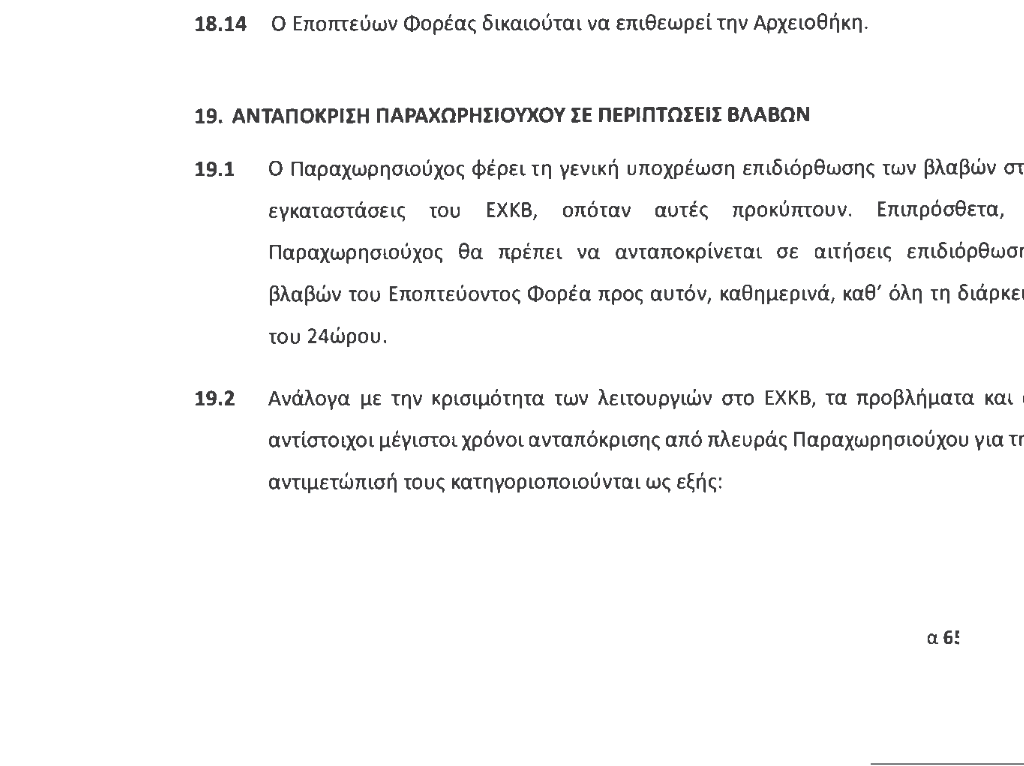 18.14 Ο Εποπτεύων Φορέας δικαιούται να επιθεωρεί την Αρχειοθήκη.
19. ΑΝΤΑΠΟΚΡΙΣΗ ΠΑΡΑΧΩΡΗΣΙΟΥΧΟΥ ΣΕ ΠΕΡΙΠΤΩΣΕΙΣ ΒΛΑΒΩΝ
19.1 Ο Παραχωρησιούχος φέρει τη γενική υποχρέωση επιδιόρθωσης των βλαβών
εγκαταστάσεις του ΕΧΚΒ, οπόταν αυτές προκύπτουν. Επιπρόσθετα,
Παραχωρησιούχος θα πρέπει να ανταποκρίνεται σε αιτήσεις
βλαβών του Εποπτεύοντος Φορέα προς αυτόν, καθημερινά, καθ’ όλη τη
του 24ώρου.
19.2 Ανάλογα με την κρισιμότητα των λειτουργιών στο ΕΧΚΒ, τα προβλήματα και
αντίστοιχοι μέγιστοι χρόνοι ανταπόκρισης από πλευράς Παραχωρησιούχου για
αντιμετώπισή τους κατηγοριοποιούνται ως εξής: